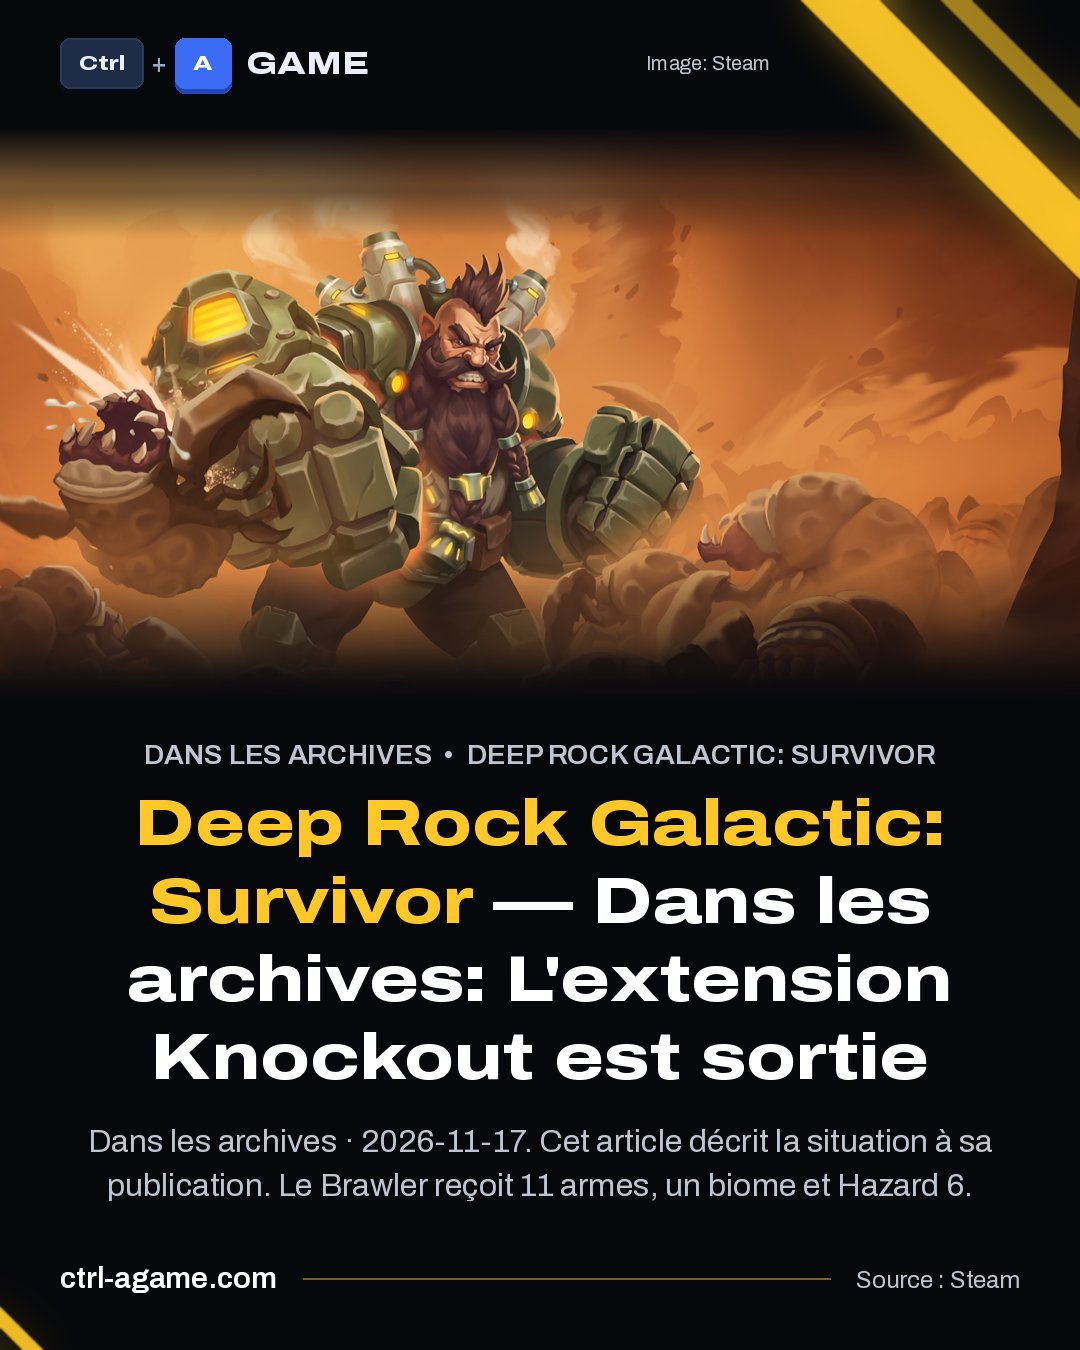 Ctrl + A GAME
Image: Steam
DANS LES ARCHIVES • DEEP ROCK GALACTIC: SURVIVOR
Deep Rock Galactic:
Survivor — Dans les
archives: L'extension
Knockout est sortie
Dans les archives · 2026-11-17. Cet article décrit la situation à sa
publication. Le Brawler reçoit 11 armes, un biome et Hazard 6.
ctrl-agame.com
Source : Steam